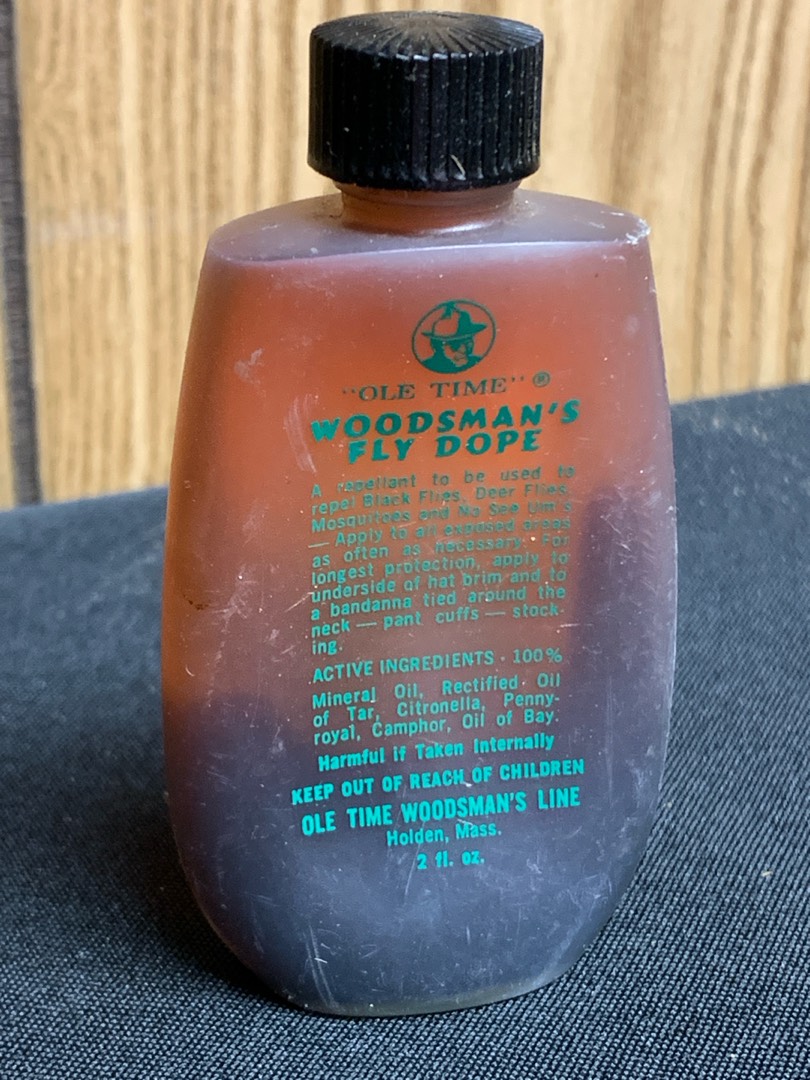 "OLE TIME"®
WOODSMAN'S
FLY DOPE
A repellant to be used to
repel Black Flies, Deer Flies,
Mosquitoes and No See Um's
— Apply to all exposed areas
as often as necessary. For
longest protection, apply to
underside of hat brim and to
a bandanna tied around the
neck — pant cuffs — stock-
ing.
ACTIVE INGREDIENTS - 100%
Mineral Oil, Rectified Oil
of Tar, Citronella, Penny-
royal, Camphor, Oil of Bay.
Harmful if Taken Internally
KEEP OUT OF REACH OF CHILDREN
OLE TIME WOODSMAN'S LINE
Holden, Mass.
2 fl. oz.